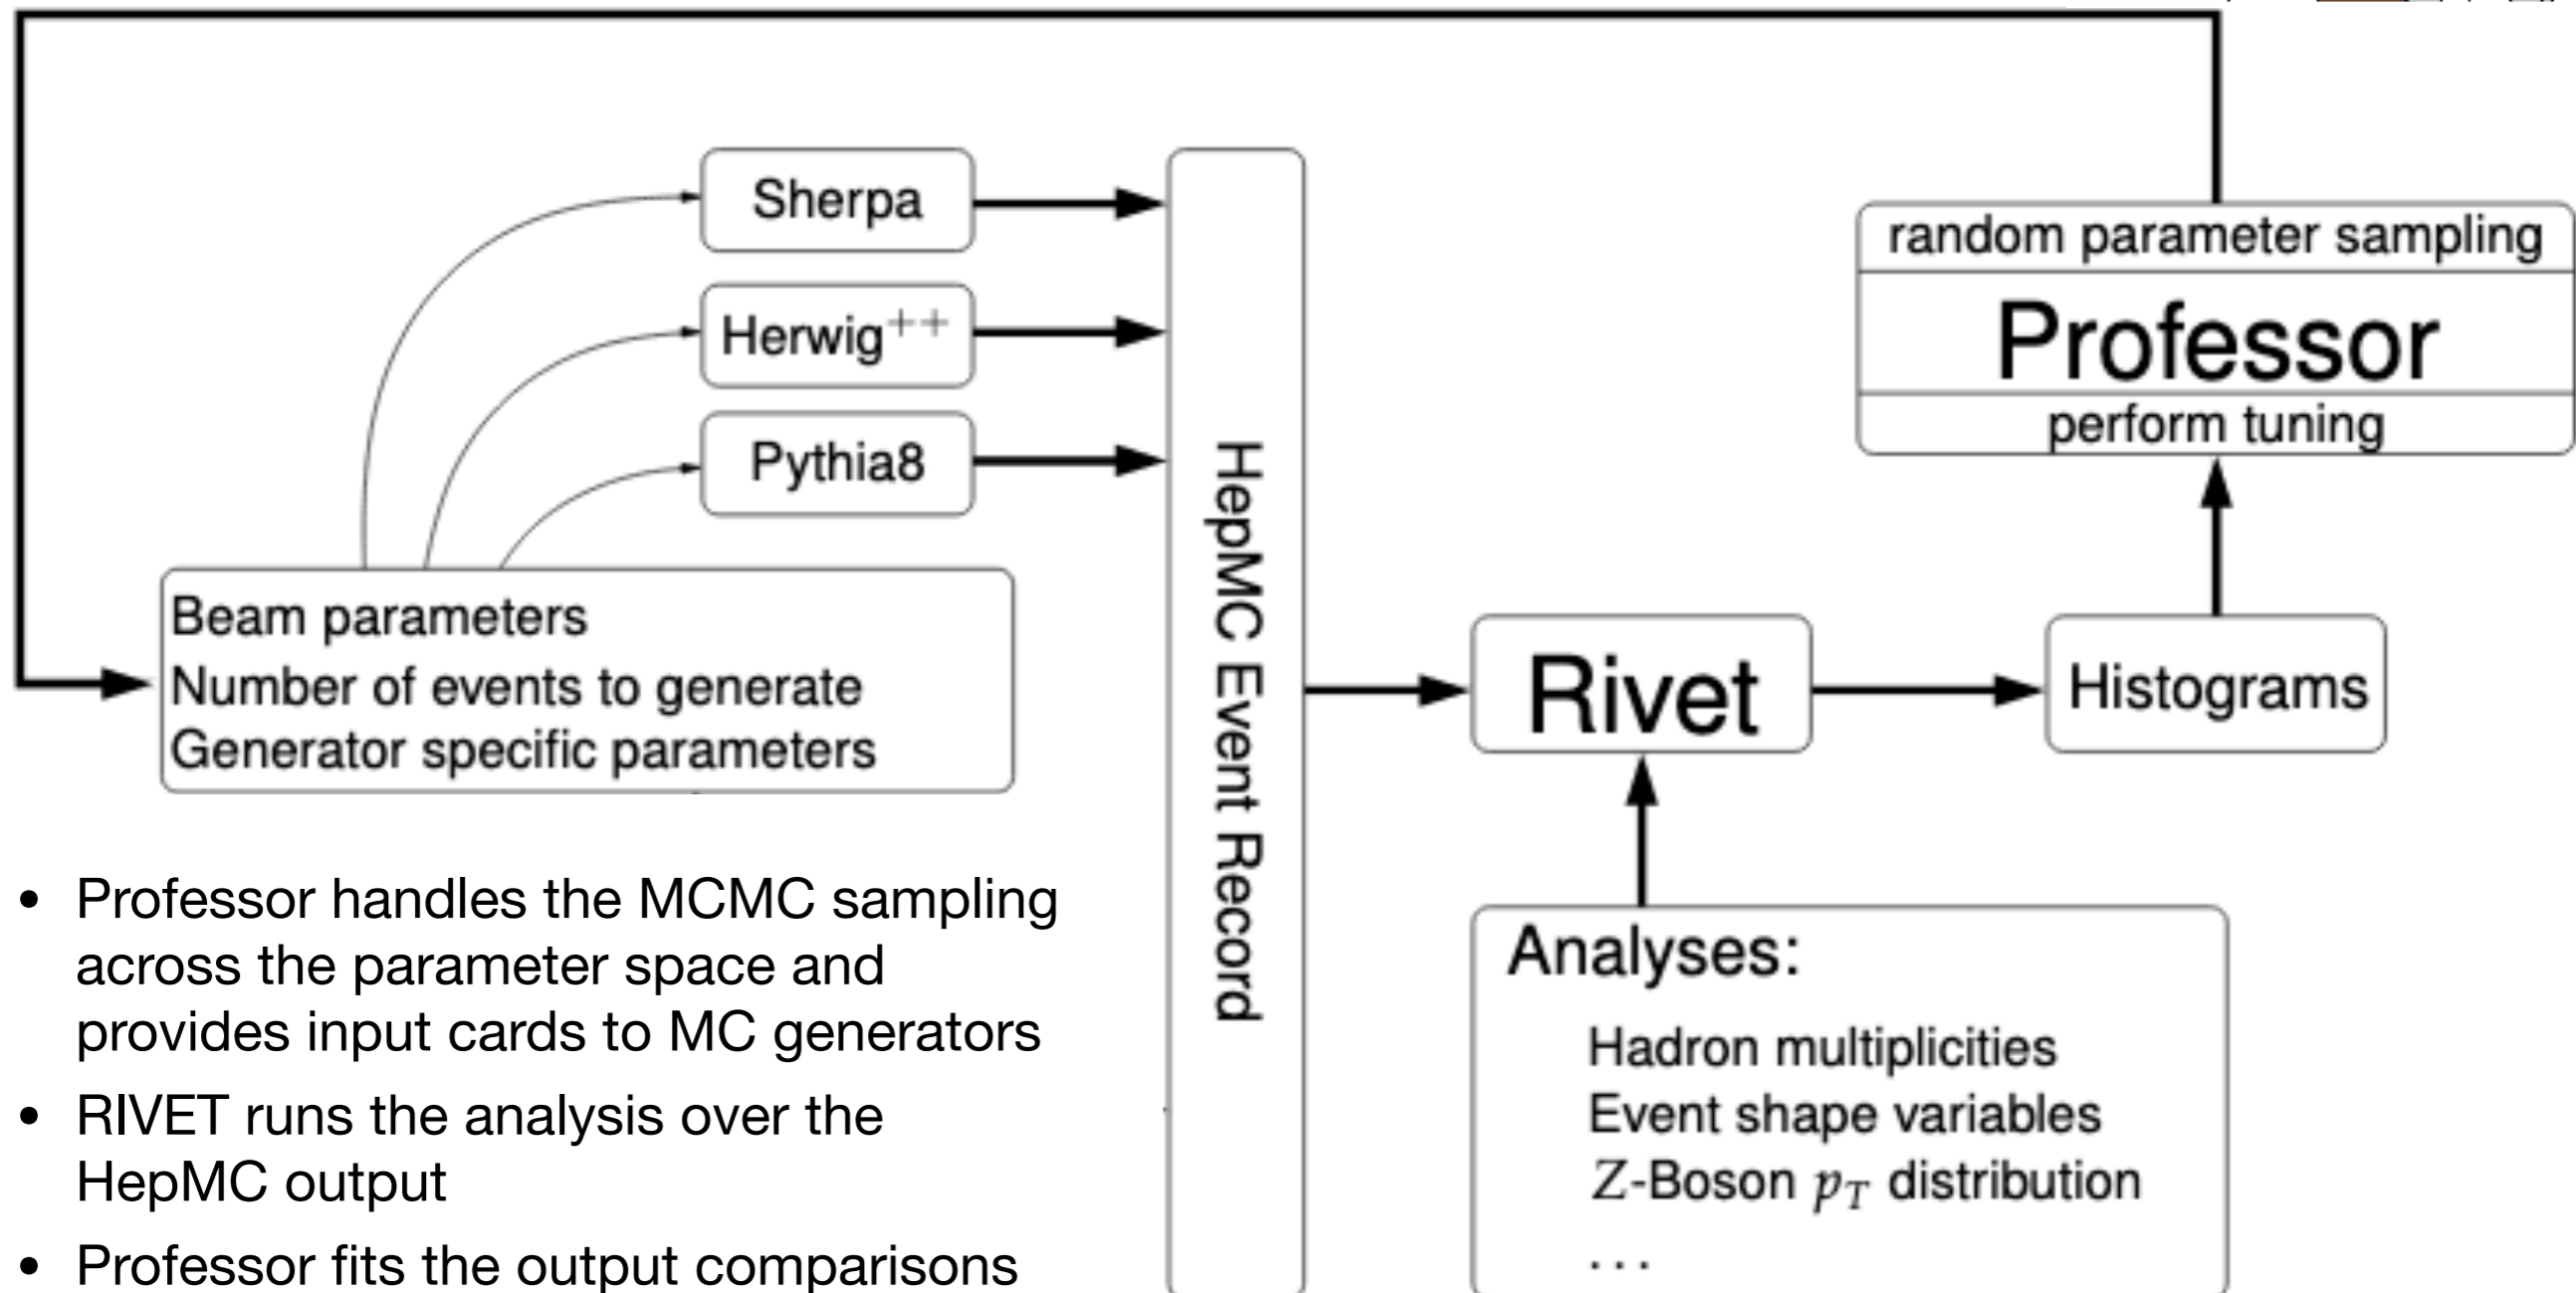 Sherpa
Herwig++
Pythia8
Beam parameters
Number of events to generate
Generator specific parameters
HepMC Event Record
random parameter sampling
Professor
perform tuning
Rivet
Histograms
Analyses:
Hadron multiplicities
Event shape variables
Z-Boson pT distribution
...
• Professor handles the MCMC sampling
across the parameter space and
provides input cards to MC generators
• RIVET runs the analysis over the
HepMC output
• Professor fits the output comparisons